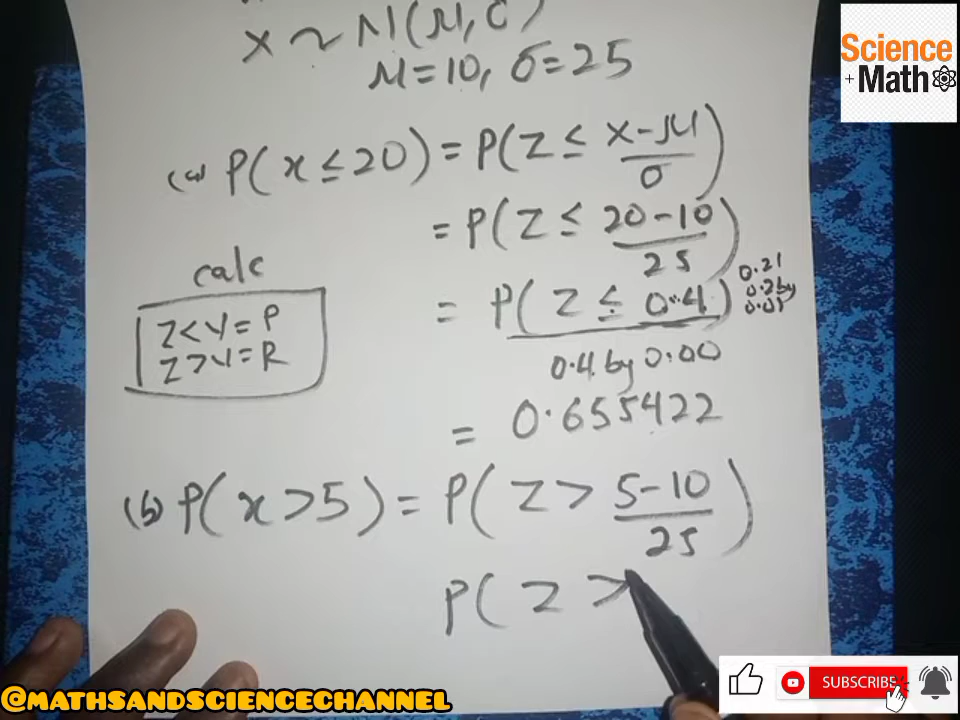 x ~ N(μ, σ)
μ=10, σ=25
Science
+Math
(a) P(x ≤ 20) = P(Z ≤ x-μ/σ)
= P(Z ≤ 20-10/25)
calc
= P(Z ≤ 0.4)
0.21
0.2 by
0.01
Z<Y=P
Z>Y=R
0.4 by 0.00
= 0.655422
(b) P(x>5) = P(Z > 5-10/25)
P(Z >
SUBSCRIBE
@MATHSANDSCIENCECHANNEL